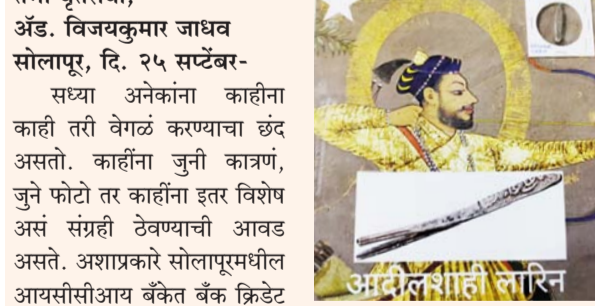 अ‍ॅड. विजयकुमार जाधव
सोलापूर, दि. २५ सप्टेंबर-
सध्या अनेकांना काहीना
काही तरी वेगळं करण्याचा छंद
असतो. काहींना जुनी कात्रणं,
जुने फोटो तर काहींना इतर विशेष
असं संग्रही ठेवण्याची आवड
असते. अशाप्रकारे सोलापूरमधील
आयसीसीआय बँकेत बँक क्रिडेट
आदीलशाही लारिन